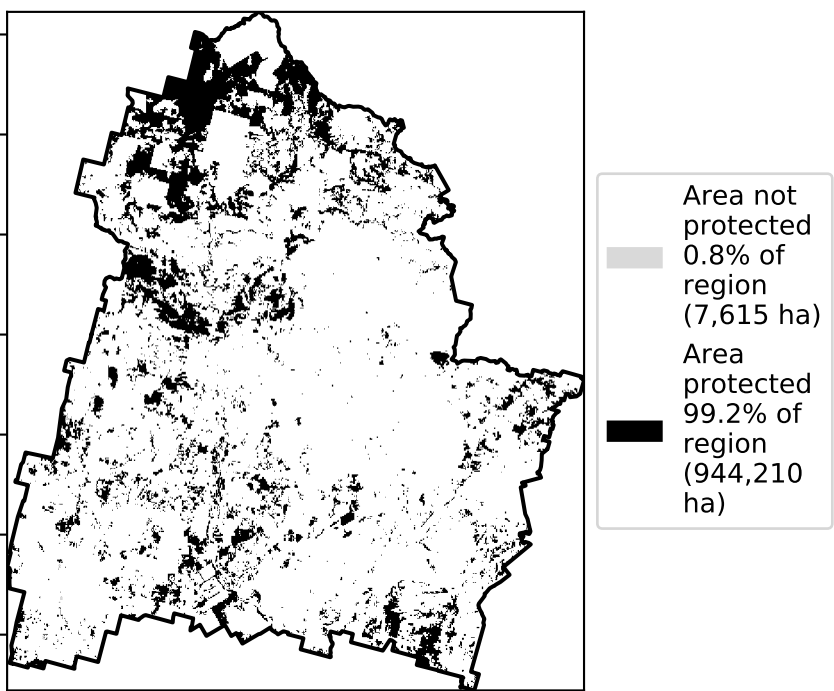 Area not
protected
0.8% of
region
(7,615 ha)
Area
protected
99.2% of
region
(944,210
ha)